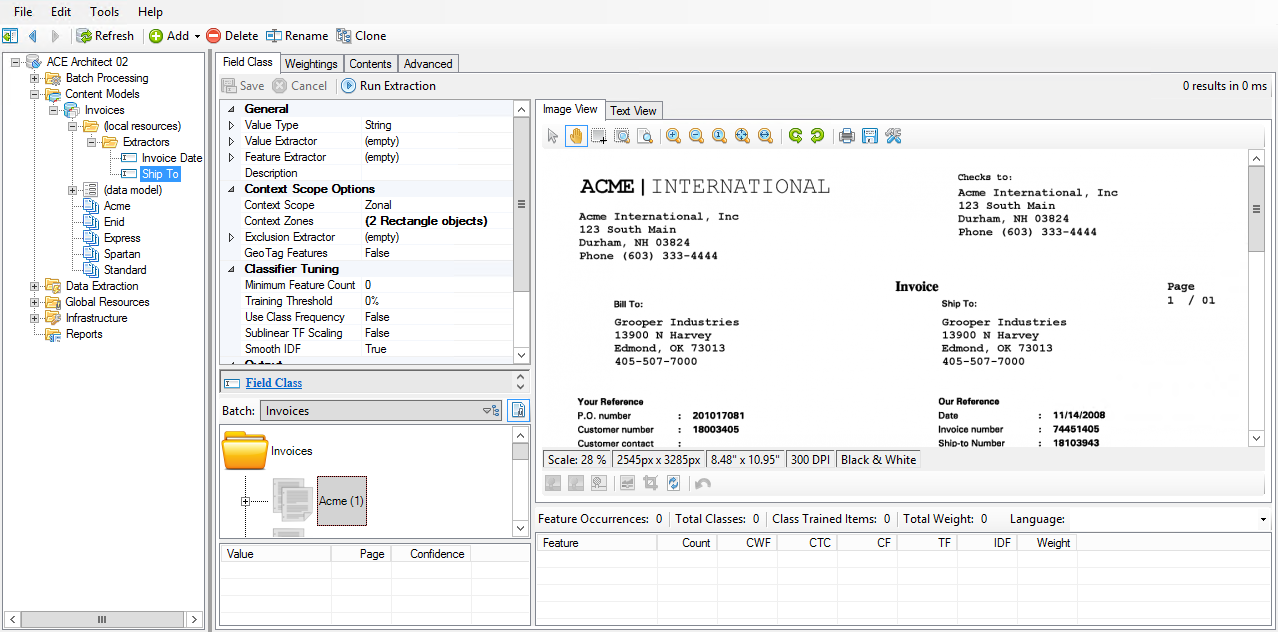 File Edit Tools Help
Refresh Add Delete Rename Clone
ACE Architect 02
Batch Processing
Content Models
Invoices
(local resources)
Extractors
Invoice Date
Ship To
(data model)
Acme
Enid
Express
Spartan
Standard
Data Extraction
Global Resources
Infrastructure
Reports
Field Class Weightings Contents Advanced
Save Cancel Run Extraction 0 results in 0 ms
General
Value Type String
Value Extractor (empty)
Feature Extractor (empty)
Description
Context Scope Options
Context Scope Zonal
Context Zones (2 Rectangle objects)
Exclusion Extractor (empty)
GeoTag Features False
Classifier Tuning
Minimum Feature Count 0
Training Threshold 0%
Use Class Frequency False
Sublinear TF Scaling False
Smooth IDF True
Output
Field Class
Batch: Invoices
Invoices
Acme (1)
Value Page Confidence
Image View Text View
ACME | INTERNATIONAL
Acme International, Inc
123 South Main
Durham, NH 03824
Phone (603) 333-4444
Checks to:
Acme International, Inc
123 South Main
Durham, NH 03824
Phone (603) 333-4444
Invoice
Page
1 / 01
Bill To:
Grooper Industries
13900 N Harvey
Edmond, OK 73013
405-507-7000
Ship To:
Grooper Industries
13900 N Harvey
Edmond, OK 73013
405-507-7000
Your Reference
P.O. number : 201017081
Customer number : 18003405
Customer contact :
Our Reference
Date : 11/14/2008
Invoice number : 74451405
Ship-to Number : 18103943
Scale: 28 % 2545px x 3285px 8.48" x 10.95" 300 DPI Black & White
Feature Occurrences: 0 Total Classes: 0 Class Trained Items: 0 Total Weight: 0 Language:
Feature Count CWF CTC CF TF IDF Weight